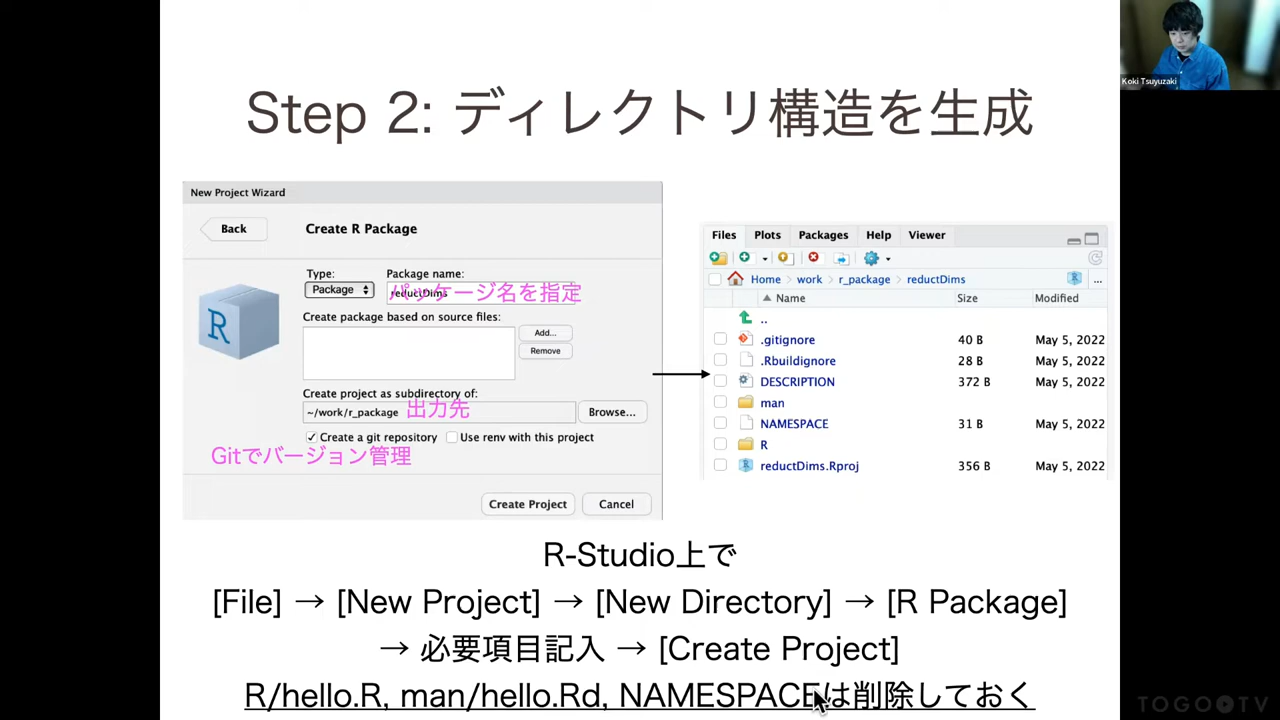 Koki Tsuyuzaki
Step 2: ディレクトリ構造を生成
New Project Wizard
Back
Create R Package
Type:
Package name:
Package
reductDims
パッケージ名を指定
Create package based on source files:
Add...
Remove
Create project as subdirectory of:
~/work/r_package
出力先
Browse...
Create a git repository
Use renv with this project
Gitでバージョン管理
Create Project
Cancel
Files Plots Packages Help Viewer
Home work r_package reductDims
...
Name Size Modified
..
.gitignore 40 B May 5, 2022
.Rbuildignore 28 B May 5, 2022
DESCRIPTION 372 B May 5, 2022
man
NAMESPACE 31 B May 5, 2022
R
reductDims.Rproj 356 B May 5, 2022
R-Studio上で
[File] → [New Project] → [New Directory] → [R Package]
→ 必要項目記入 → [Create Project]
R/hello.R, man/hello.Rd, NAMESPACEは削除しておく
TOGOTV